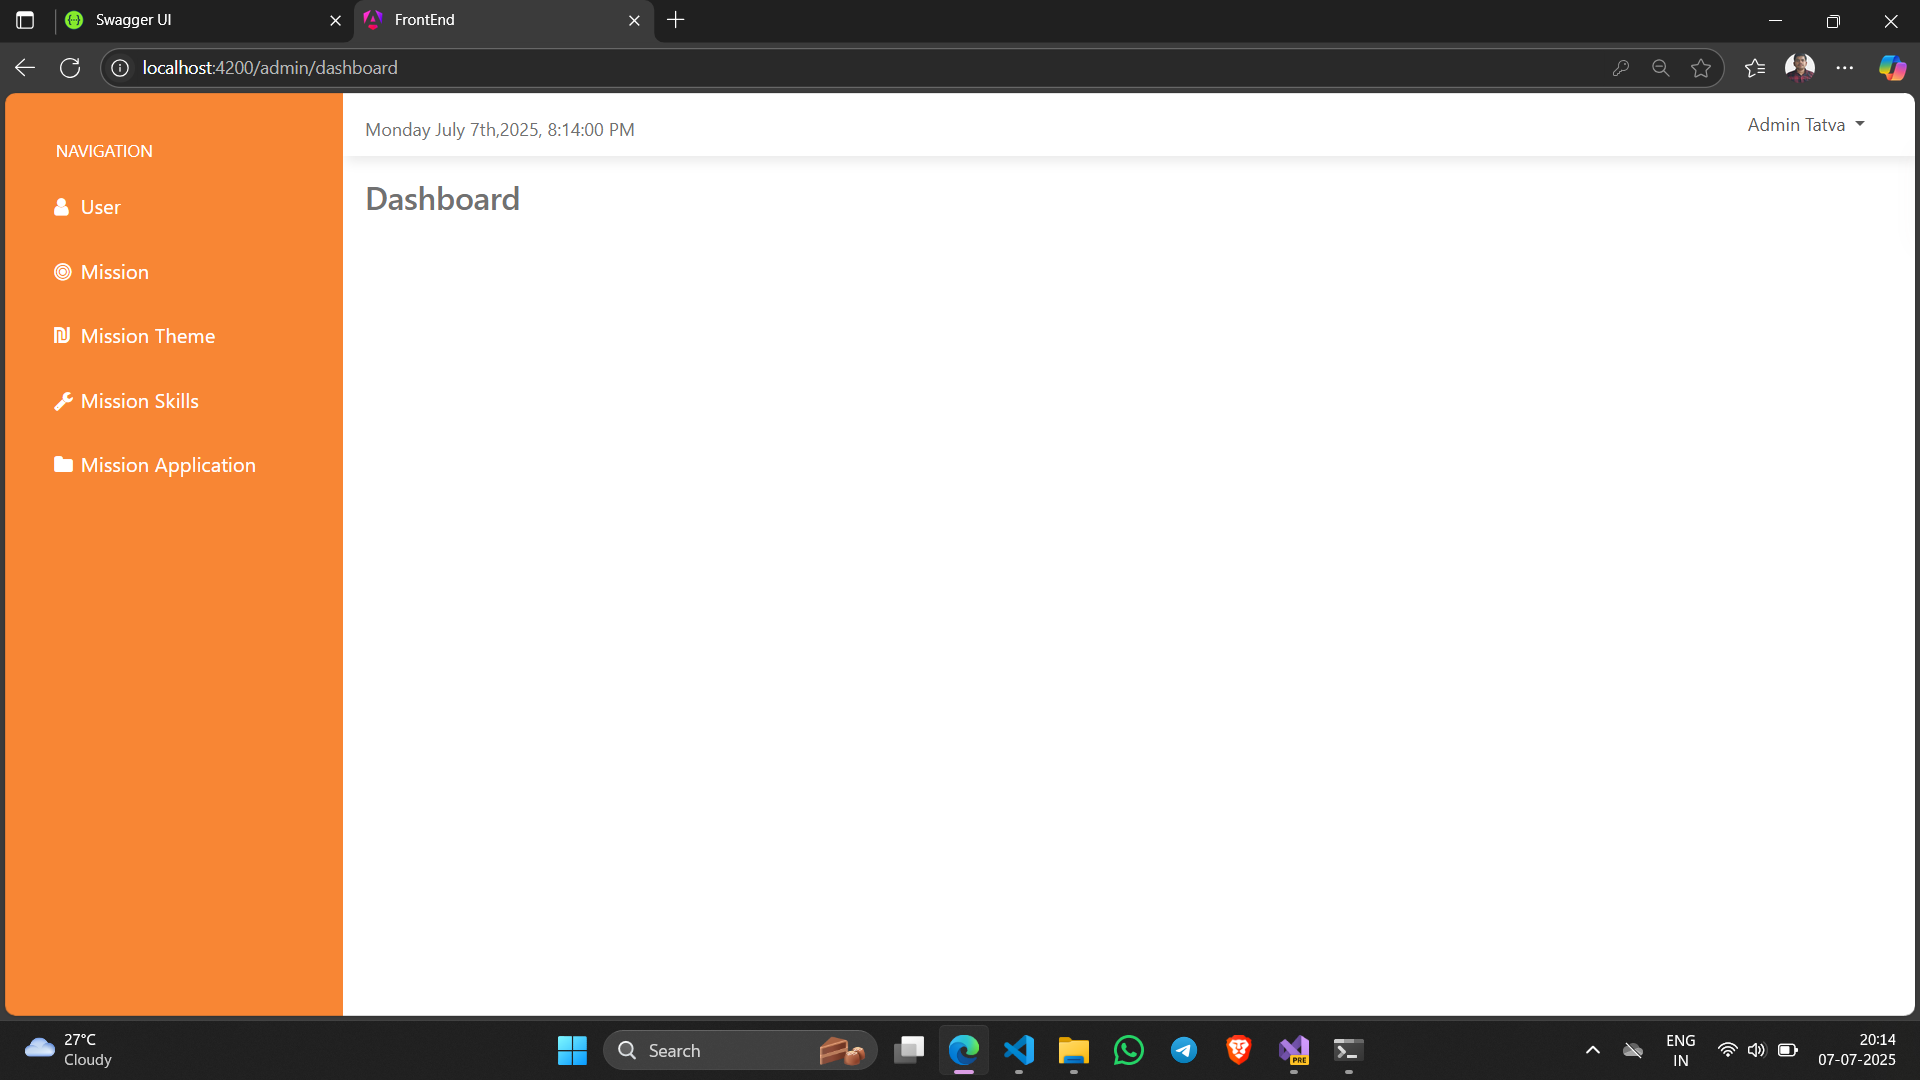 Swagger UI
FrontEnd
localhost:4200/admin/dashboard
NAVIGATION
User
Mission
Mission Theme
Mission Skills
Mission Application
Monday July 7th,2025, 8:14:00 PM
Admin Tatva
Dashboard
27°C
Cloudy
Search
PRE
ENG
IN
20:14
07-07-2025